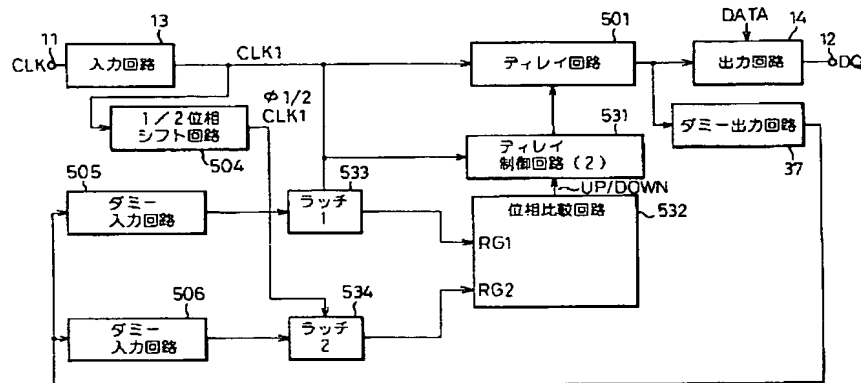 DATA
11
13
501
14
12
CLK
入力回路
CLK1
ディレイ回路
出力回路
DQ
φ1/2
CLK1
1/2位相
シフト回路
504
531
ダミー出力回路
37
ディレイ
制御回路(2)
505
533
UP/DOWN
ダミー
入力回路
ラッチ
1
位相比較回路
532
RG1
506
534
RG2
ダミー
入力回路
ラッチ
2